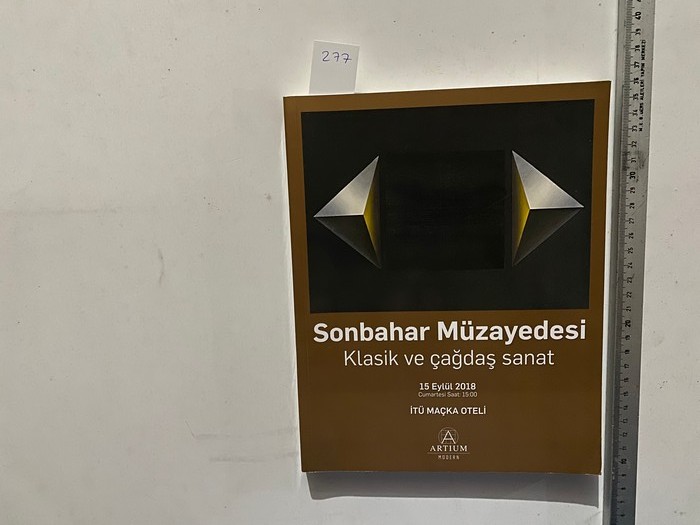 277
Sonbahar Müzayedesi
Klasik ve çağdaş sanat
15 Eylül 2018
Cumartesi Saat: 15:00
İTÜ MAÇKA OTELİ
ARTIUM
MODERN